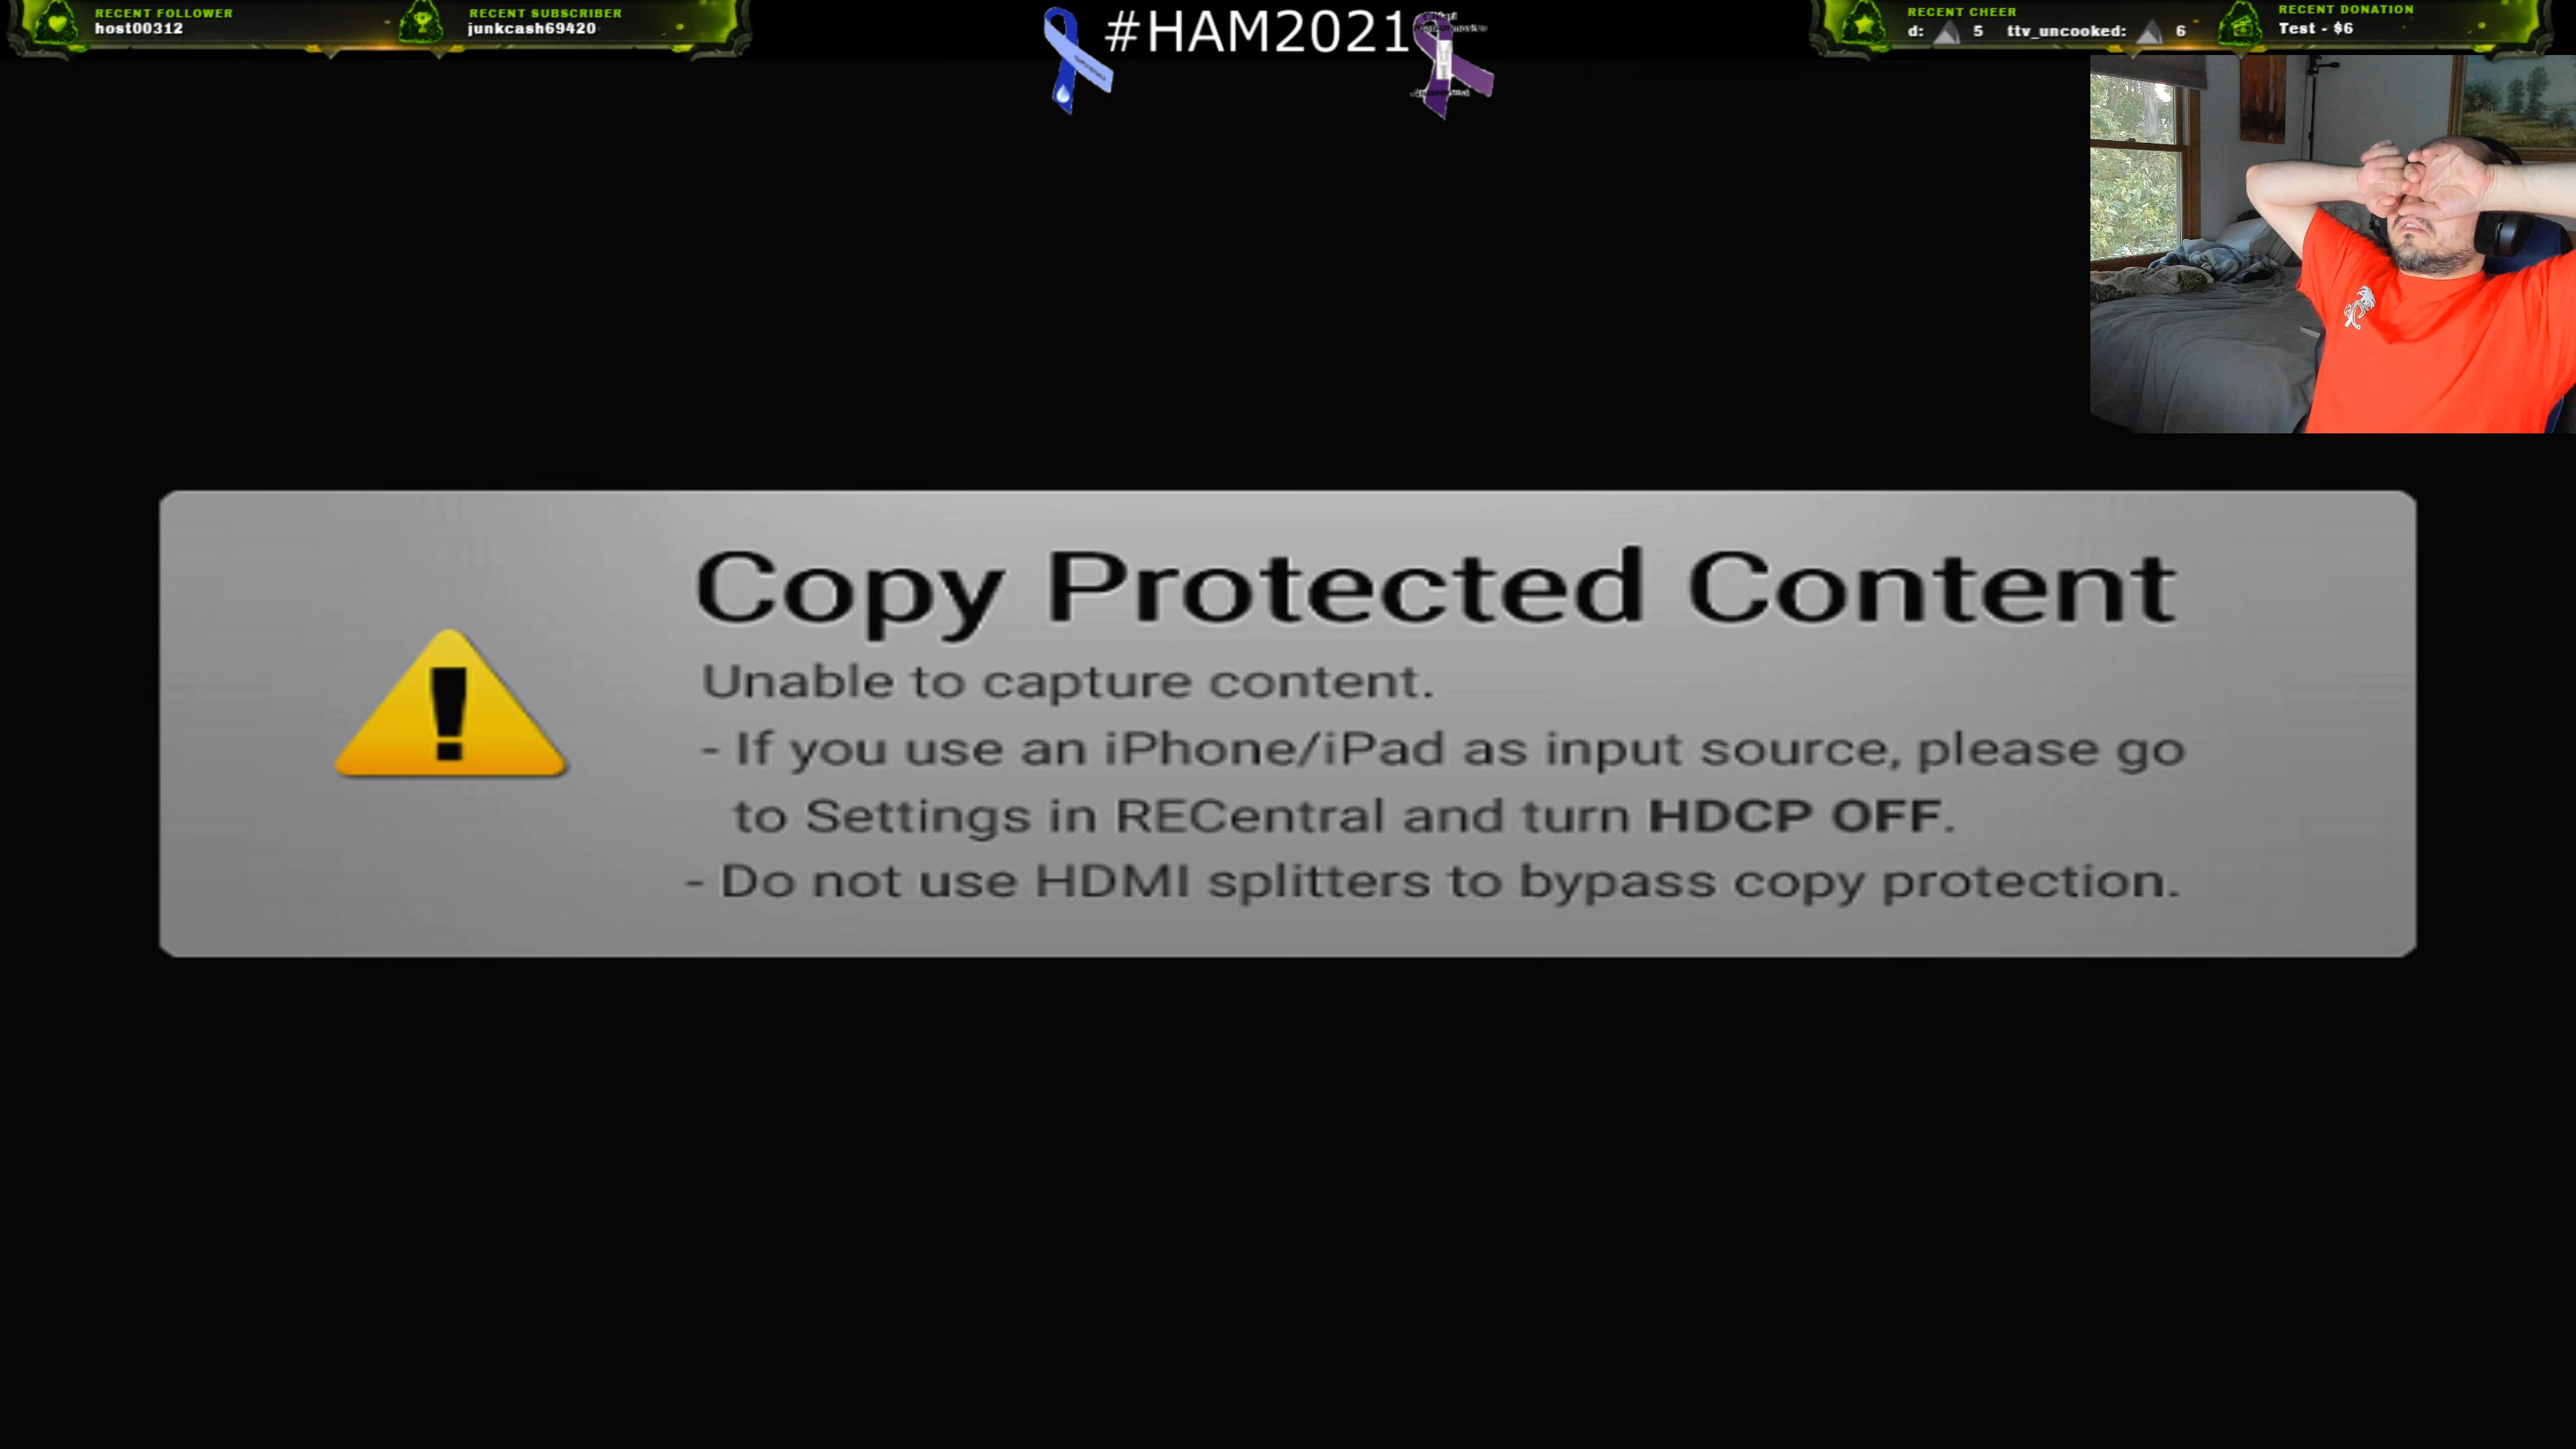 RECENT FOLLOWER
host00312
RECENT SUBSCRIBER
junkcash69420
#HAM2021
RECENT CHEER
d: 5 ttv_uncooked: 6
RECENT DONATION
Test - $6
Copy Protected Content
Unable to capture content.
- If you use an iPhone/iPad as input source, please go
to Settings in RECentral and turn HDCP OFF.
- Do not use HDMI splitters to bypass copy protection.